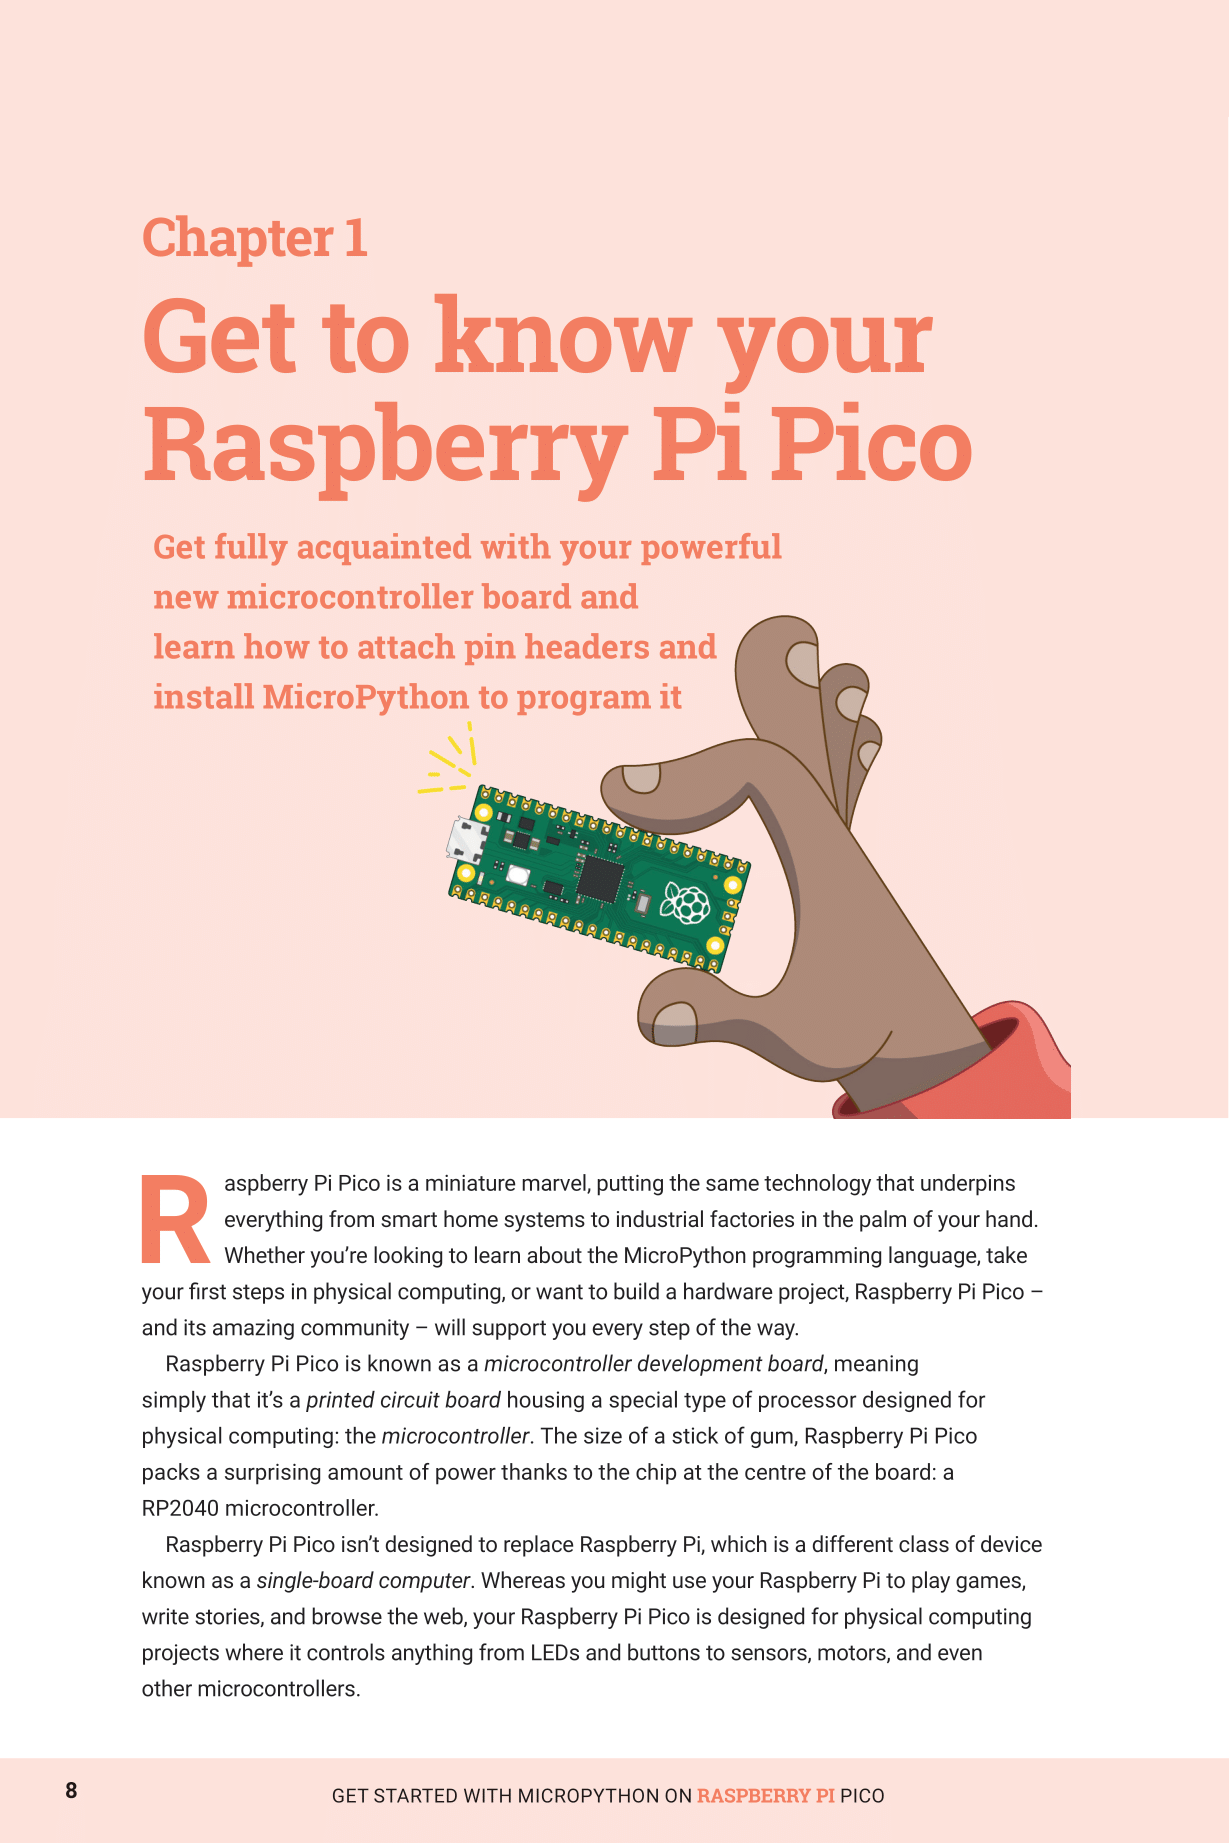 Chapter 1
Get to know your
Raspberry Pi Pico
Get fully acquainted with your powerful
new microcontroller board and
learn how to attach pin headers and
install MicroPython to program it
Raspberry Pi Pico is a miniature marvel, putting the same technology that underpins
everything from smart home systems to industrial factories in the palm of your hand.
Whether you’re looking to learn about the MicroPython programming language, take
your first steps in physical computing, or want to build a hardware project, Raspberry Pi Pico –
and its amazing community – will support you every step of the way.
Raspberry Pi Pico is known as a microcontroller development board, meaning
simply that it’s a printed circuit board housing a special type of processor designed for
physical computing: the microcontroller. The size of a stick of gum, Raspberry Pi Pico
packs a surprising amount of power thanks to the chip at the centre of the board: a
RP2040 microcontroller.
Raspberry Pi Pico isn’t designed to replace Raspberry Pi, which is a different class of device
known as a single-board computer. Whereas you might use your Raspberry Pi to play games,
write stories, and browse the web, your Raspberry Pi Pico is designed for physical computing
projects where it controls anything from LEDs and buttons to sensors, motors, and even
other microcontrollers.
8
GET STARTED WITH MICROPYTHON ON RASPBERRY PI PICO